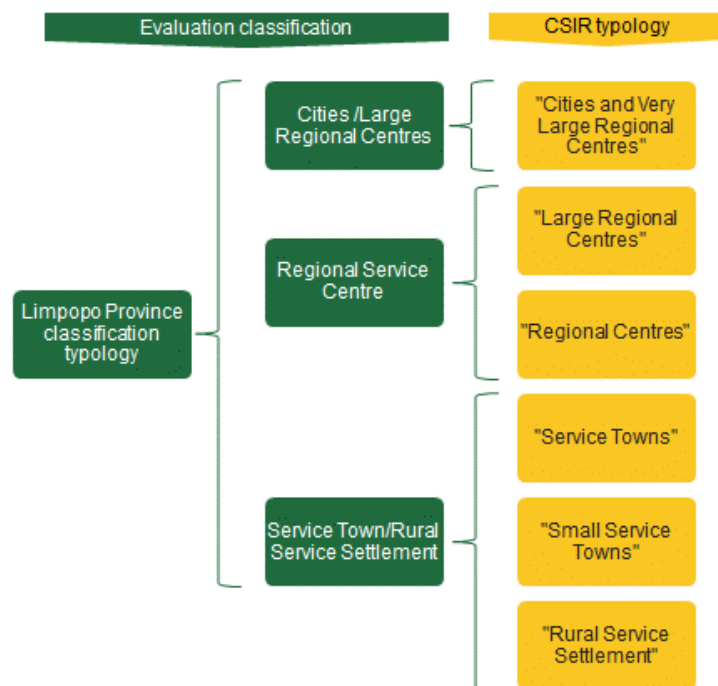 Evaluation classification
CSIR typology
Limpopo Province
classification
typology
Cities /Large
Regional Centres
"Cities and Very
Large Regional
Centres"
Regional Service
Centre
"Large Regional
Centres"
"Regional Centres"
Service Town/Rural
Service Settlement
"Service Towns"
"Small Service
Towns"
"Rural Service
Settlement"